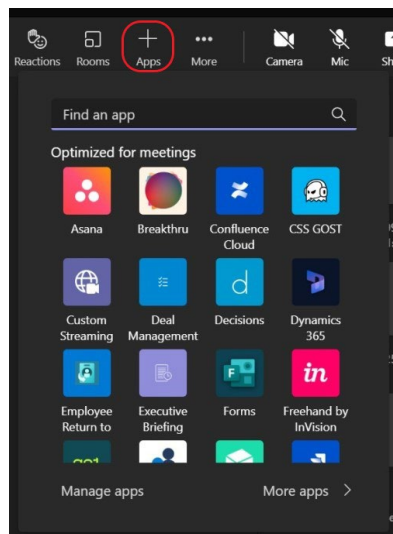 Reactions Rooms Apps More Camera Mic
Find an app
Optimized for meetings
Asana Breakthru Confluence CSS GOST
Cloud
d
Custom Deal Decisions Dynamics
Streaming Management 365
F in
Employee Executive Forms Freehand by
Return to Briefing InVision
Manage apps More apps